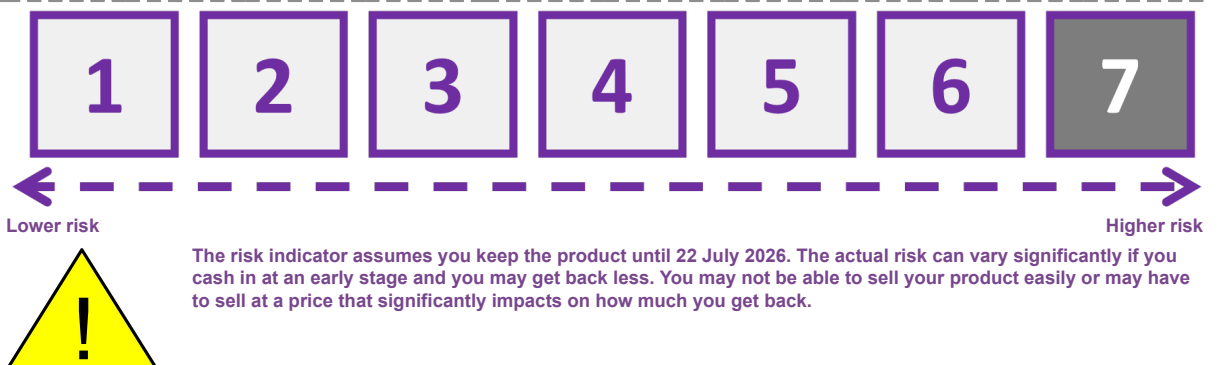 1 2 3 4 5 6 7
Lower risk Higher risk
The risk indicator assumes you keep the product until 22 July 2026. The actual risk can vary significantly if you
cash in at an early stage and you may get back less. You may not be able to sell your product easily or may have
to sell at a price that significantly impacts on how much you get back.
!